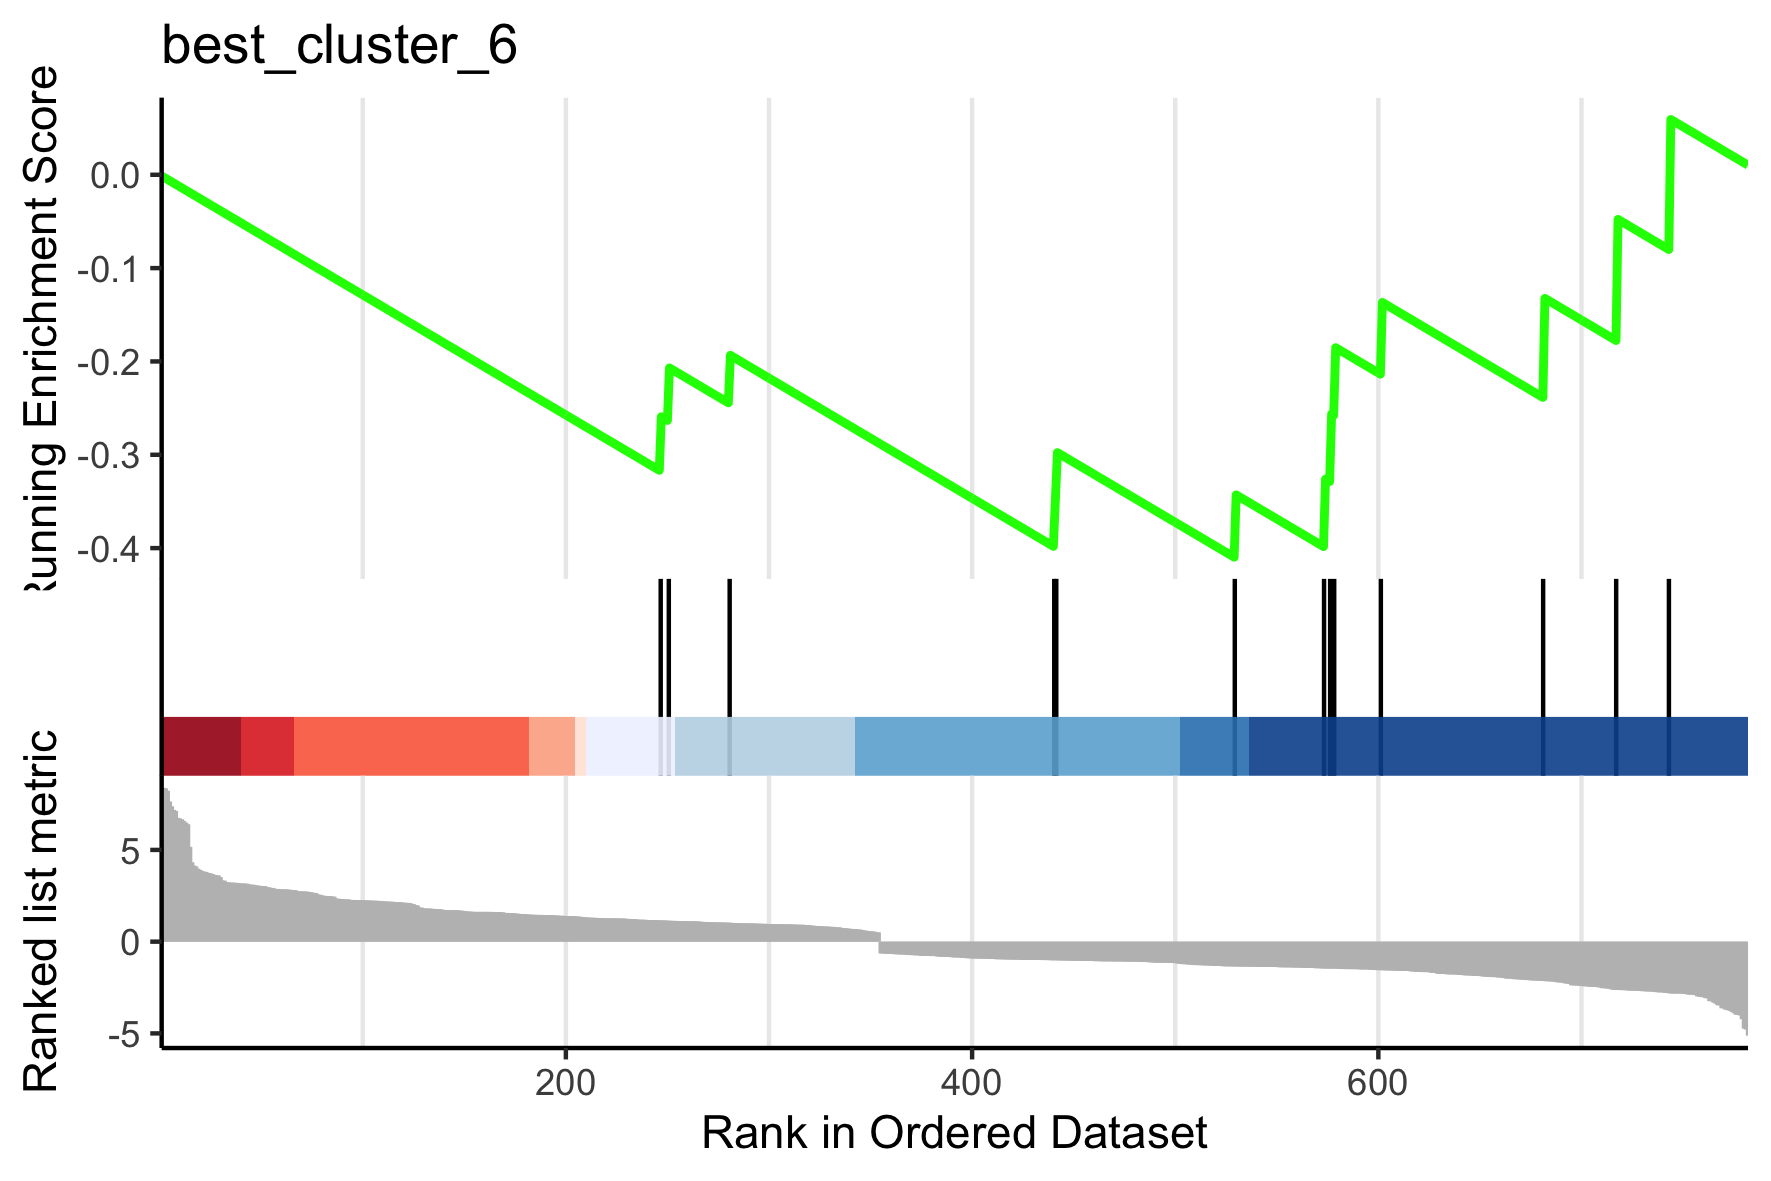 best_cluster_6
Running Enrichment Score
0.0
-0.1
-0.2
-0.3
-0.4
Ranked list metric
5
0
-5
200
400
600
Rank in Ordered Dataset